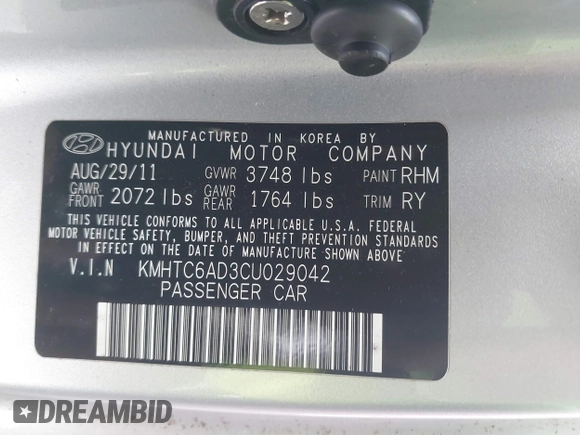 MANUFACTURED IN KOREA BY
HYUNDAI MOTOR COMPANY
AUG/29/11 GVWR 3748 lbs PAINT RHM
GAWR FRONT 2072 lbs GAWR REAR 1764 lbs TRIM RY
THIS VEHICLE CONFORMS TO ALL APPLICABLE U.S.A. FEDERAL
MOTOR VEHICLE SAFETY, BUMPER, AND THEFT PREVENTION STANDARDS
IN EFFECT ON THE DATE OF MANUFACTURE SHOWN ABOVE
V.I.N KMHTC6AD3CU029042
PASSENGER CAR
DREAMBID